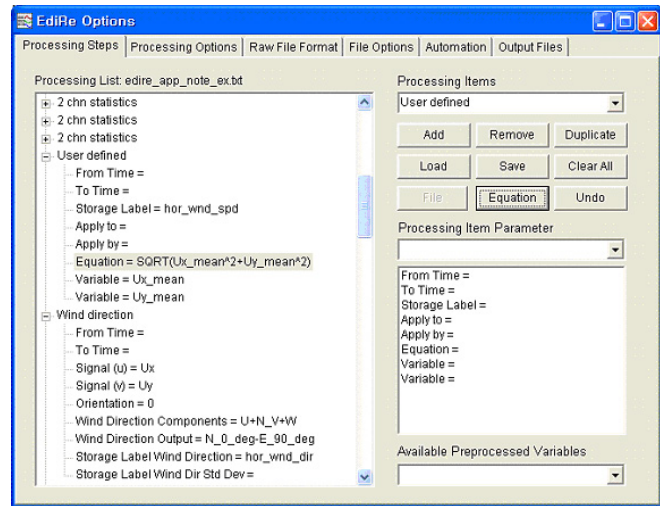 EdiRe Options
Processing Steps Processing Options Raw File Format File Options Automation Output Files
Processing List: edire_app_note_ex.txt
2 chn statistics
2 chn statistics
2 chn statistics
User defined
From Time =
To Time =
Storage Label = hor_wnd_spd
Apply to =
Apply by =
Equation = SQRT(Ux_mean^2+Uy_mean^2)
Variable = Ux_mean
Variable = Uy_mean
Wind direction
From Time =
To Time =
Signal (u) = Ux
Signal (v) = Uy
Orientation = 0
Wind Direction Components = U+N_V+W
Wind Direction Output = N_0_deg-E_90_deg
Storage Label Wind Direction = hor_wnd_dir
Storage Label Wind Dir Std Dev =
Processing Items
User defined
Add Remove Duplicate
Load Save Clear All
File Equation Undo
Processing Item Parameter
From Time =
To Time =
Storage Label =
Apply to =
Apply by =
Equation =
Variable =
Variable =
Available Preprocessed Variables